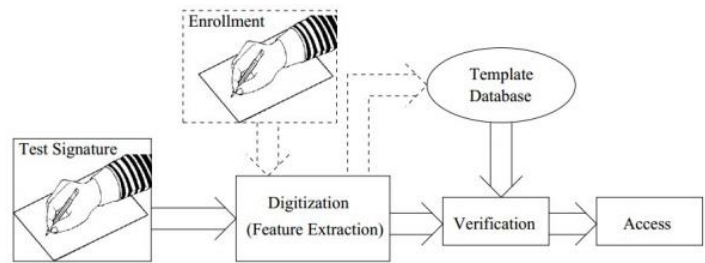 Enrollment
Template
Database
Test Signature
Digitization
(Feature Extraction)
Verification
Access